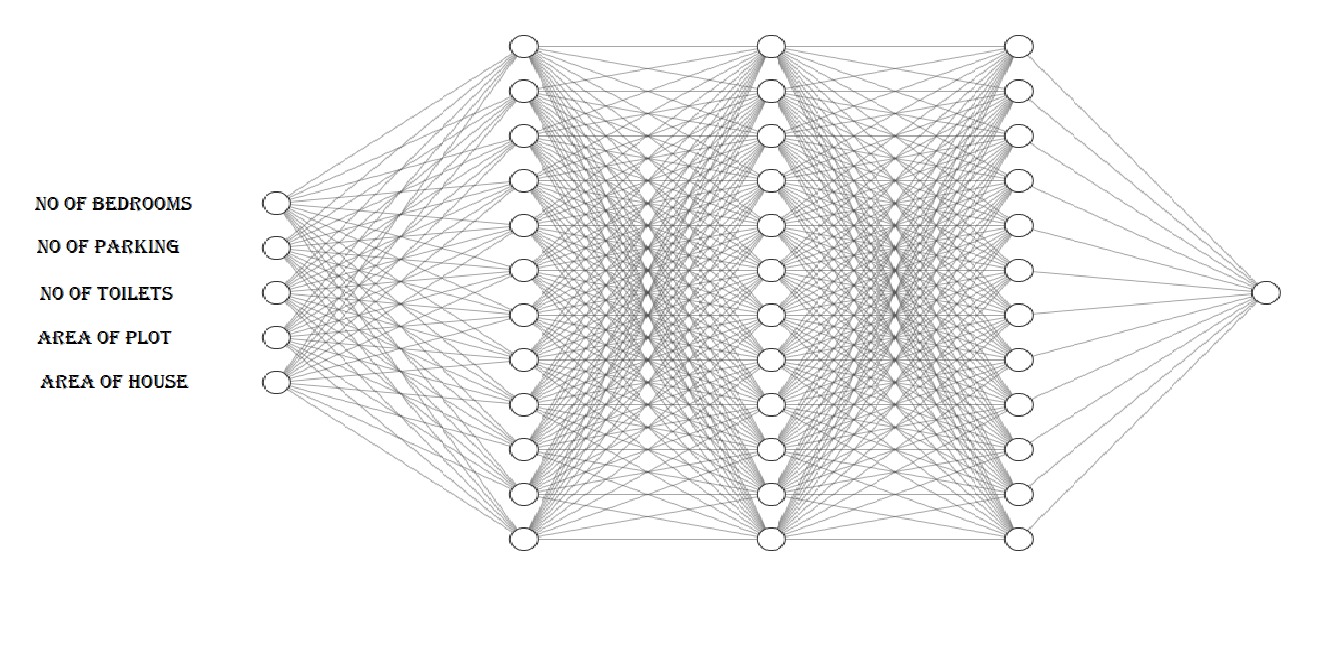 NO OF BEDROOMS
NO OF PARKING
NO OF TOILETS
AREA OF PLOT
AREA OF HOUSE